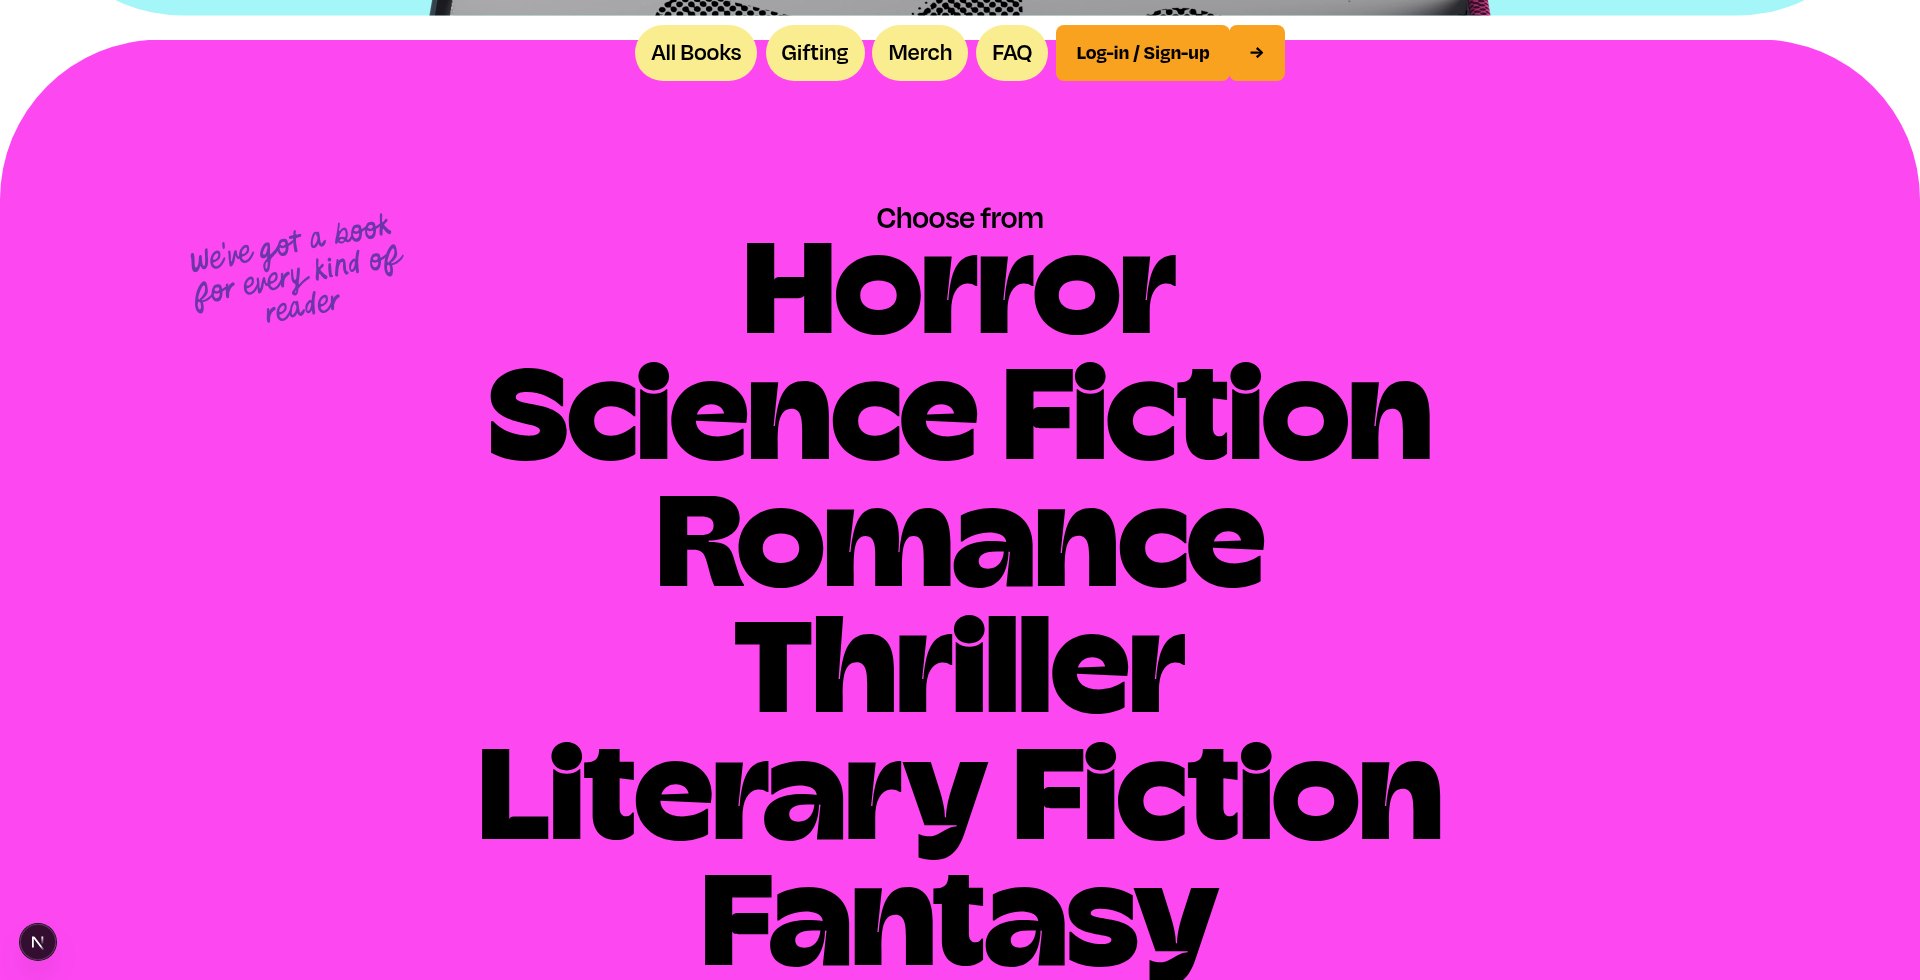 All Books
Gifting
Merch
FAQ
Log-in / Sign-up
We've got a book
for every kind of
reader
Choose from
Horror
Science Fiction
Romance
Thriller
Literary Fiction
Fantasy
N